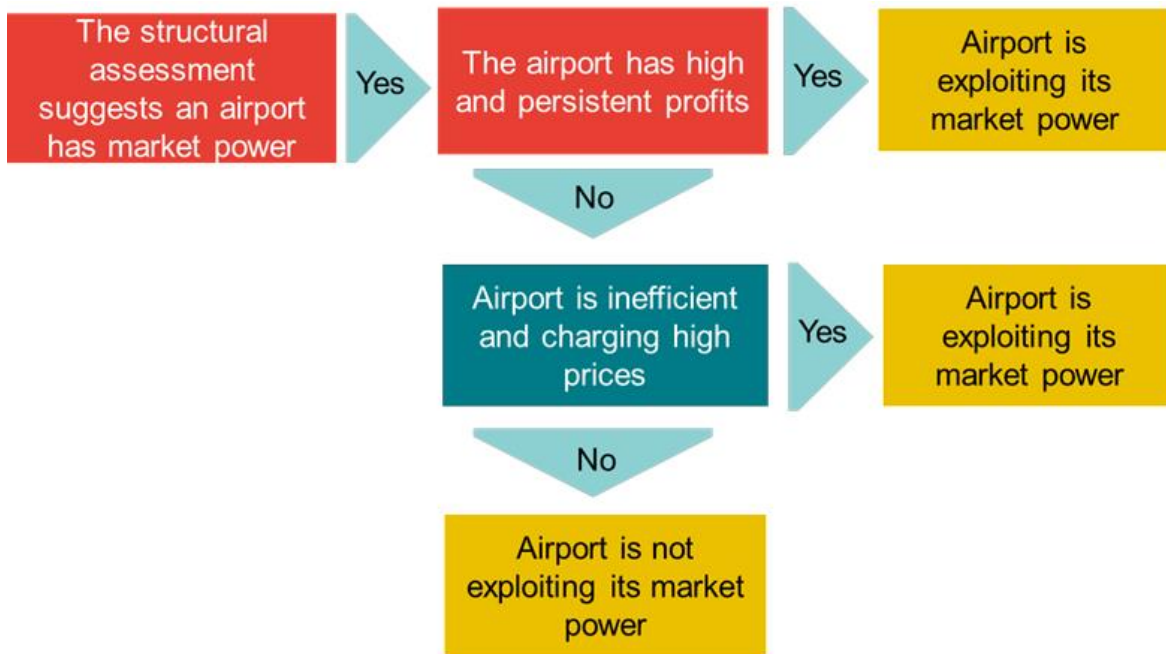 The structural
assessment
suggests an airport
has market power
Yes
The airport has high
and persistent profits
Yes
Airport is
exploiting its
market power
No
Airport is inefficient
and charging high
prices
Yes
Airport is
exploiting its
market power
No
Airport is not
exploiting its market
power